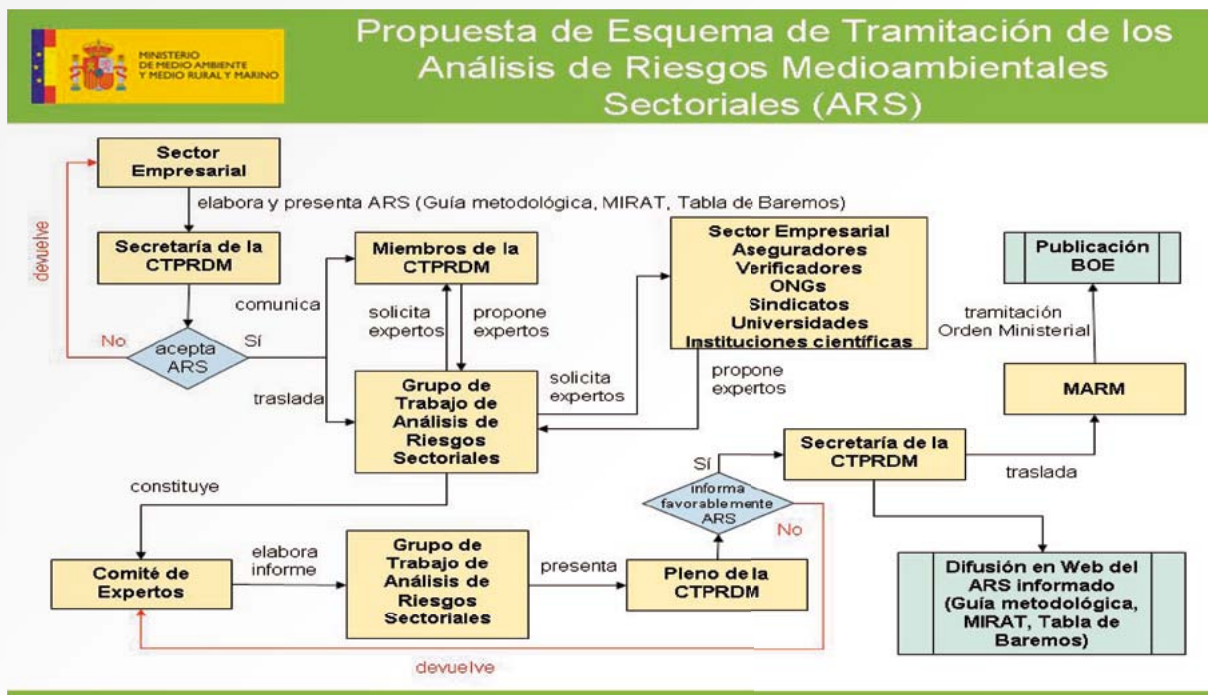 MINISTERIO
DE MEDIO AMBIENTE
Y MEDIO RURAL Y MARINO
Propuesta de Esquema de Tramitación de los
Análisis de Riesgos Medioambientales
Sectoriales (ARS)
Sector
Empresarial
elabora y presenta ARS (Guía metodológica, MIRAT, Tabla de Baremos)
devuelve
Secretaría de la
CTPRDM
No
acepta
ARS
Sí
comunica
traslada
Miembros de la
CTPRDM
solicita
expertos
propone
expertos
Grupo de
Trabajo de
Análisis de
Riesgos
Sectoriales
solicita
expertos
Sector Empresarial
Aseguradores
Verificadores
ONGs
Sindicatos
Universidades
Instituciones científicas
propone
expertos
Publicación
BOE
tramitación
Orden Ministerial
MARM
traslada
Secretaría de la
CTPRDM
Sí
informa
favorablemente
ARS
No
constituye
Comité de
Expertos
elabora
informe
Grupo de
Trabajo de
Análisis de
Riesgos
Sectoriales
presenta
Pleno de la
CTPRDM
Difusión en Web del
ARS informado
(Guía metodológica,
MIRAT, Tabla de
Baremos)
devuelve